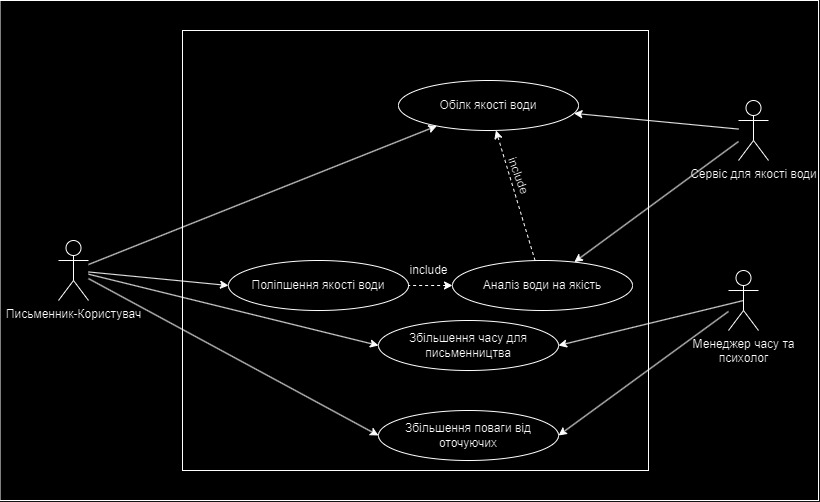 Обілк якості води
include
Сервіс для якості води
include
Поліпшення якості води
Аналіз води на якість
Письменник-Користувач
Збільшення часу для
письменництва
Менеджер часу та
психолог
Збільшення поваги від
оточуючих